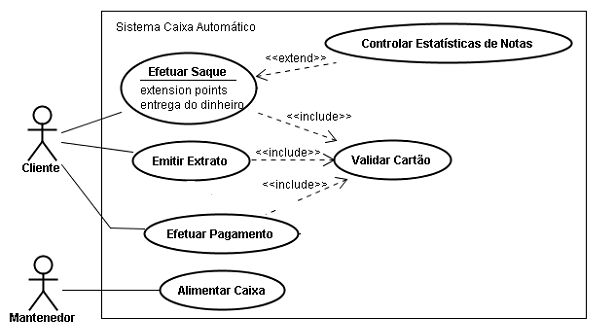 Sistema Caixa Automático
Controlar Estatísticas de Notas
<<extend>>
Efetuar Saque
extension points
entrega do dinheiro
<<include>>
Cliente
Emitir Extrato
<<include>>
Validar Cartão
<<include>>
Efetuar Pagamento
Alimentar Caixa
Mantenedor